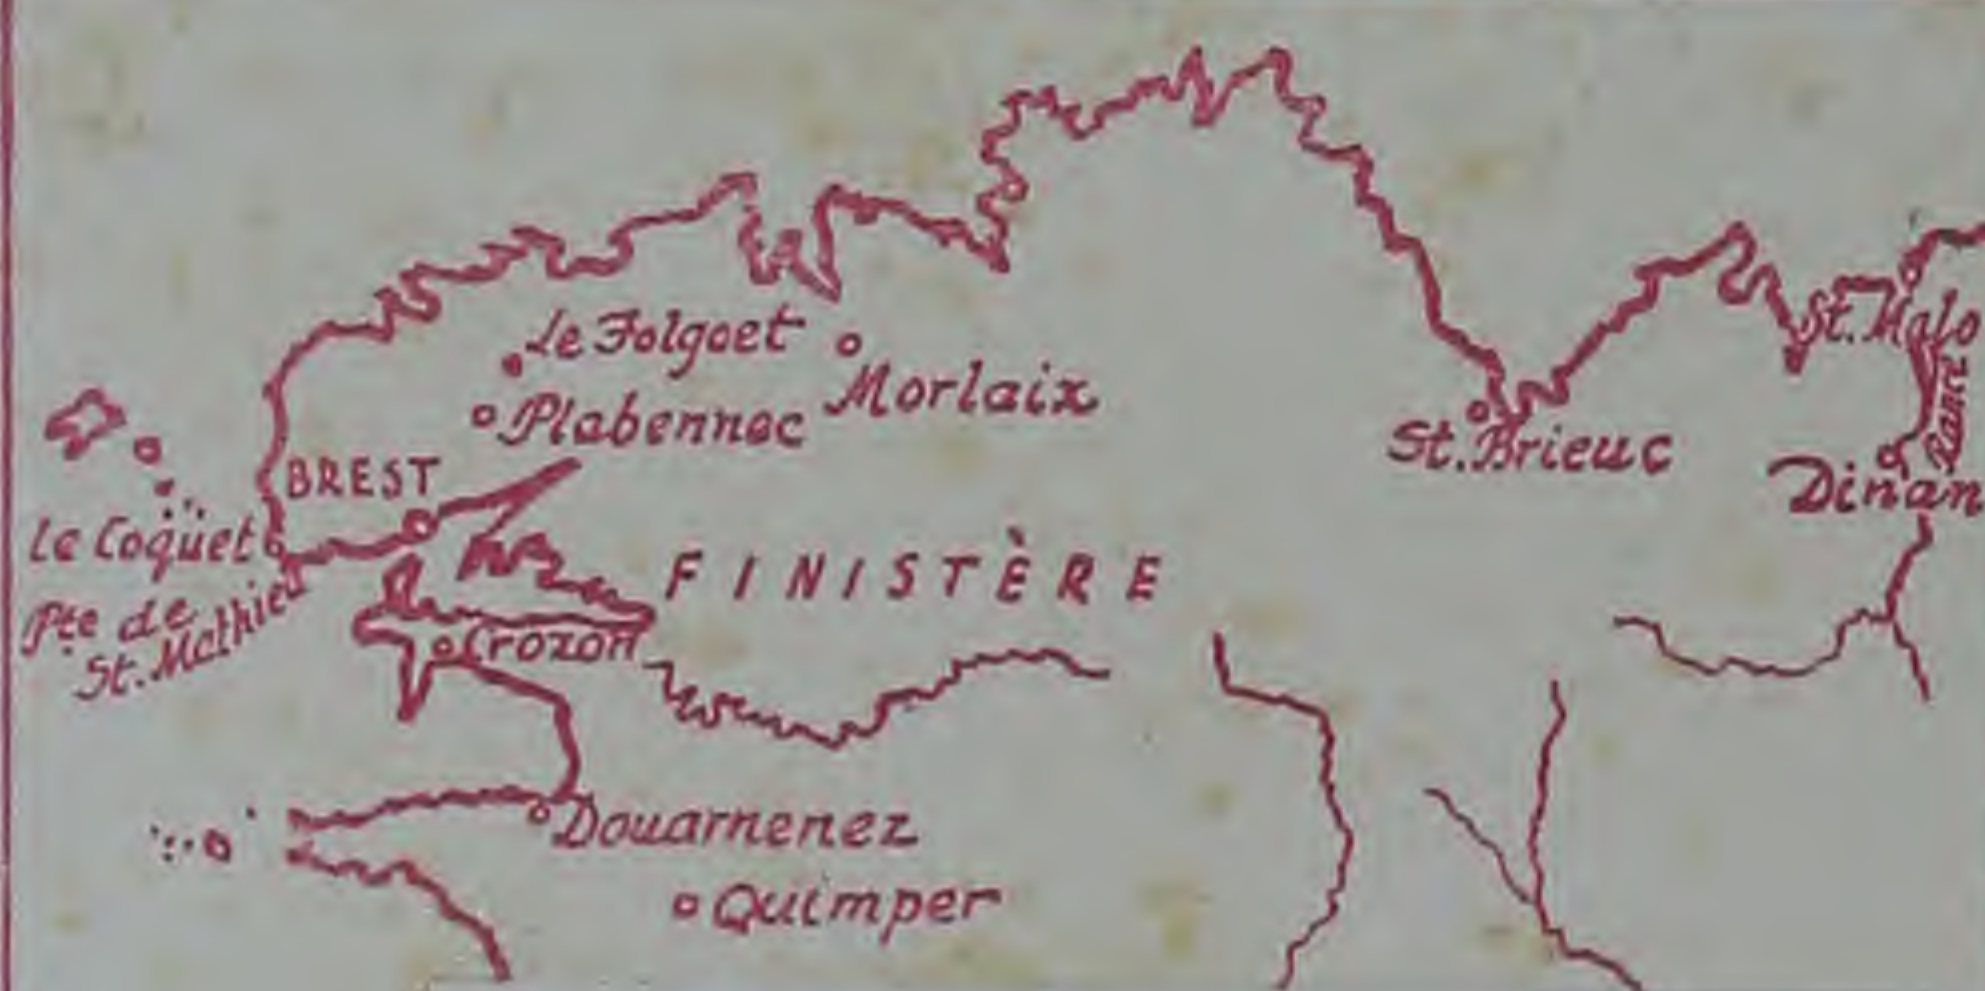 St. Malo
Rance
Le Folgoet
Morlaix
Plabennec
St. Brieuc
BREST
Dinan
Le Coquet
FINISTÈRE
Pte de
St. Mathieu
Crozon
Douarnenez
Quimper